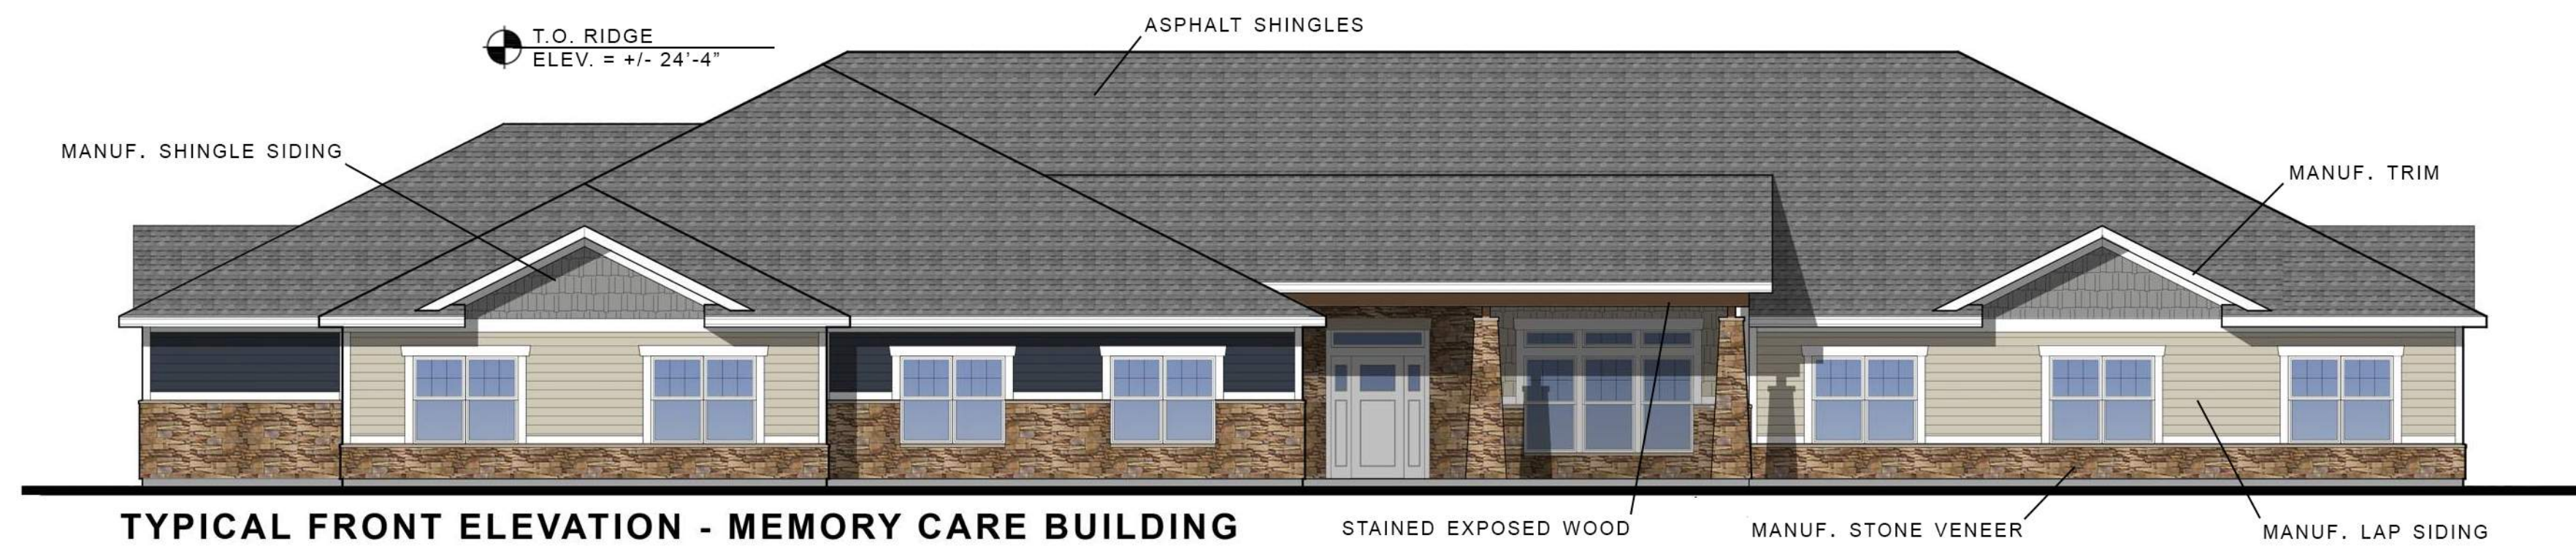 ASPHALT SHINGLES
T.O. RIDGE
ELEV. = +/- 24'-4”
MANUF. SHINGLE SIDING
MANUF. TRIM
TYPICAL FRONT ELEVATION - MEMORY CARE BUILDING
STAINED EXPOSED WOOD
MANUF. STONE VENEER
MANUF. LAP SIDING